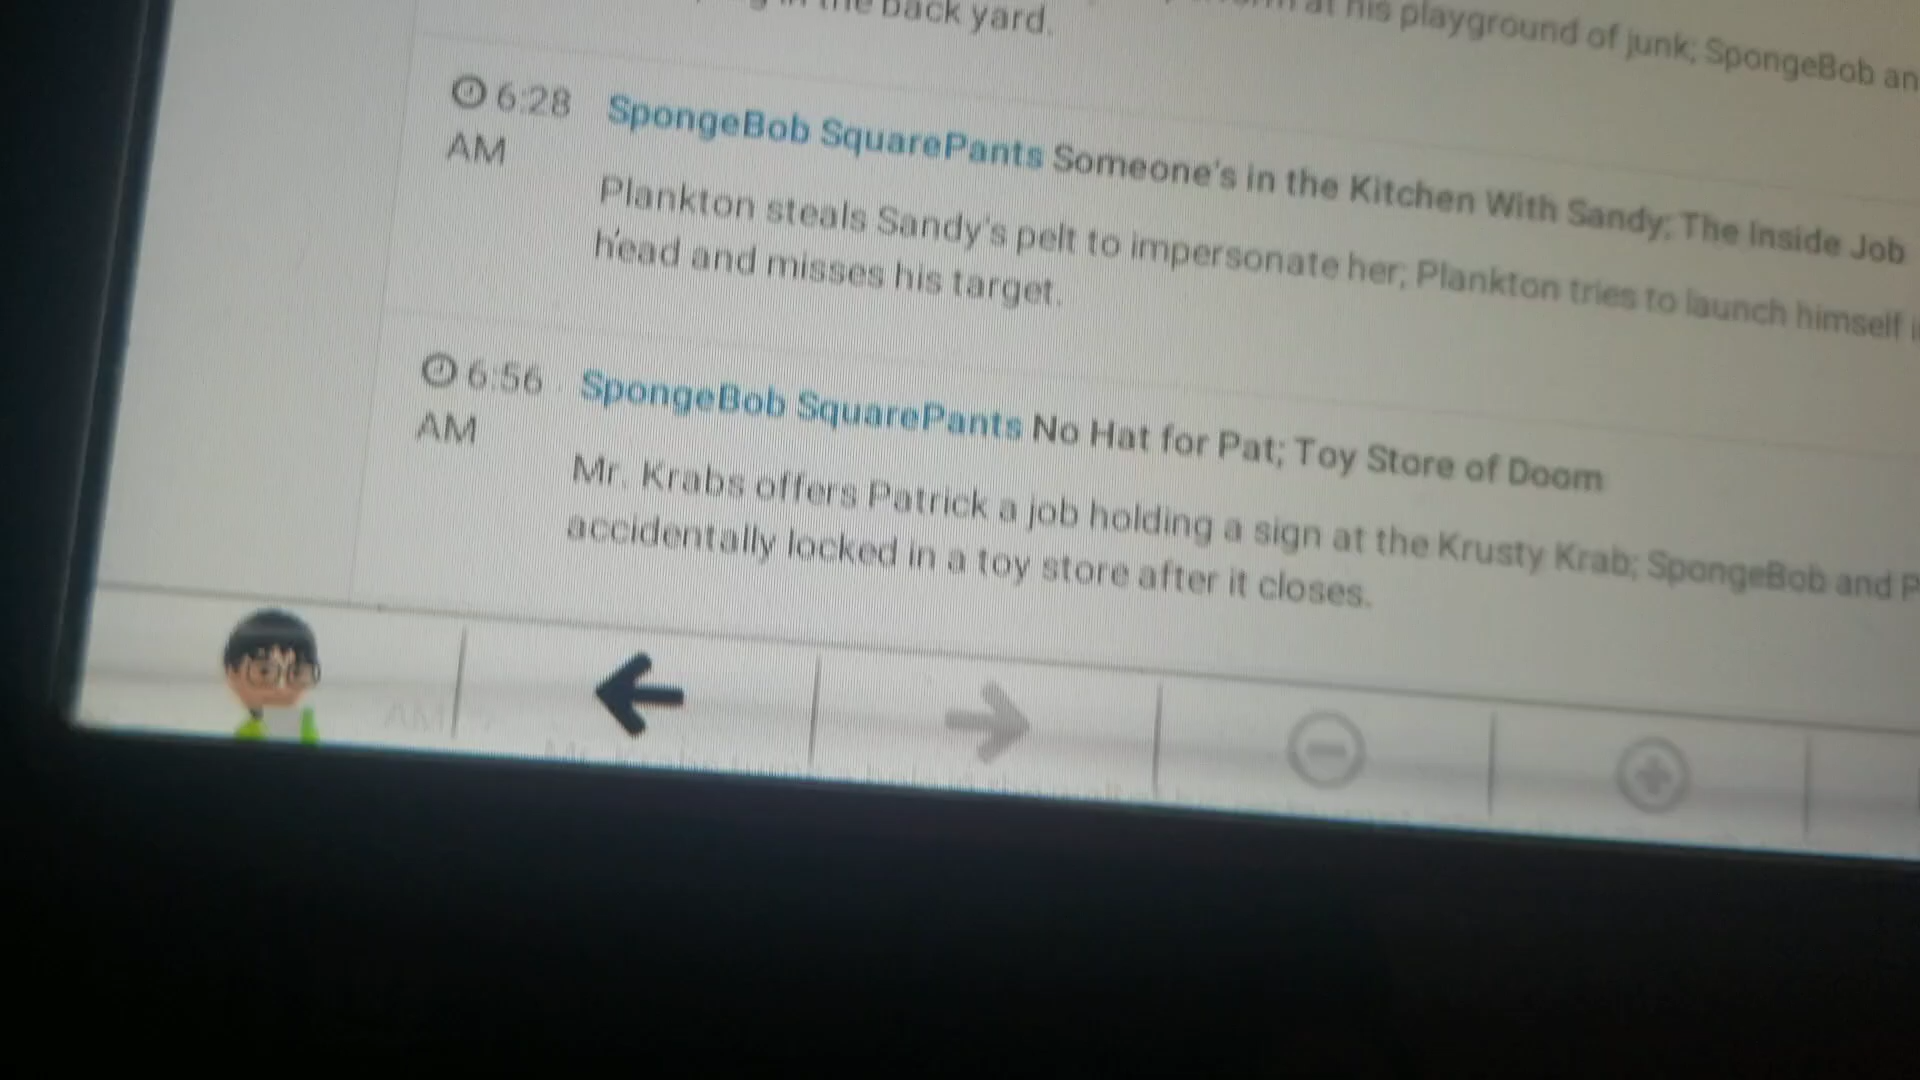 the back yard.
at his playground of junk; SpongeBob an
6:28 AM
SpongeBob SquarePants Someone's in the Kitchen With Sandy; The Inside Job
Plankton steals Sandy's pelt to impersonate her; Plankton tries to launch himself i
head and misses his target.
6:56 AM
SpongeBob SquarePants No Hat for Pat; Toy Store of Doom
Mr. Krabs offers Patrick a job holding a sign at the Krusty Krab; SpongeBob and P
accidentally locked in a toy store after it closes.
AM